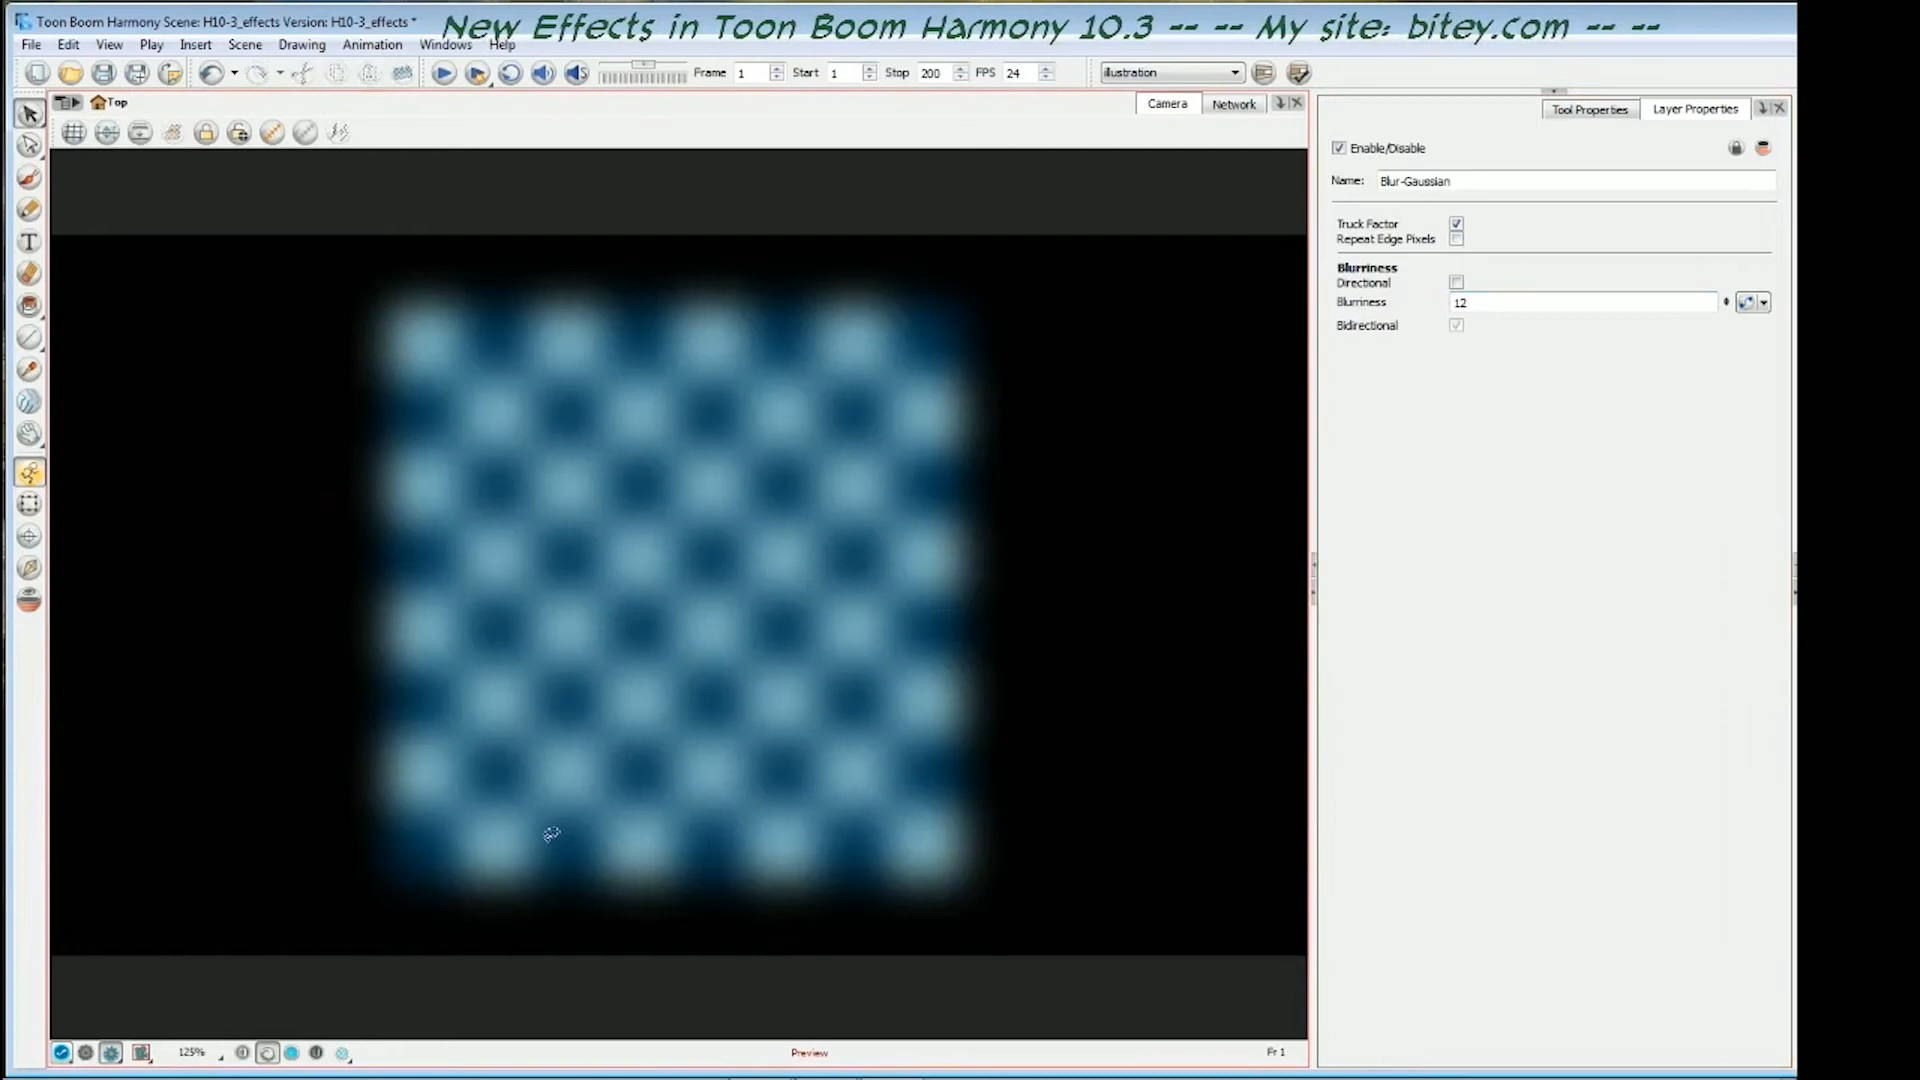 Toon Boom Harmony Scene: H10-3_effects Version: H10-3_effects *
New Effects in Toon Boom Harmony 10.3 -- -- My site: bitey.com -- --
File Edit View Play Insert Scene Drawing Animation Windows Help
Frame 1 Start 1 Stop 200 FPS 24 illustration
Top Camera Network
Tool Properties Layer Properties
Enable/Disable
Name: Blur-Gaussian
Truck Factor
Repeat Edge Pixels
Blurriness
Directional
Blurriness 12
Bidirectional
T
125% Preview Fr 1